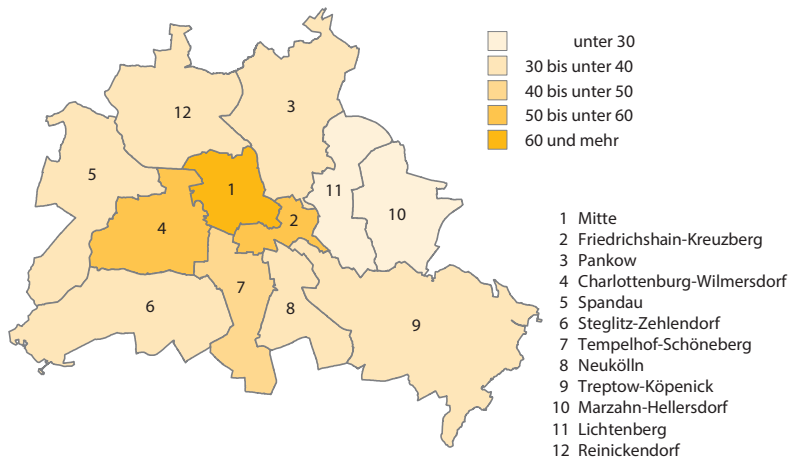 unter 30
30 bis unter 40
40 bis unter 50
50 bis unter 60
60 und mehr
12
3
5
1
11
10
2
4
7
6
8
9
1 Mitte
2 Friedrichshain-Kreuzberg
3 Pankow
4 Charlottenburg-Wilmersdorf
5 Spandau
6 Steglitz-Zehlendorf
7 Tempelhof-Schöneberg
8 Neukölln
9 Treptow-Köpenick
10 Marzahn-Hellersdorf
11 Lichtenberg
12 Reinickendorf